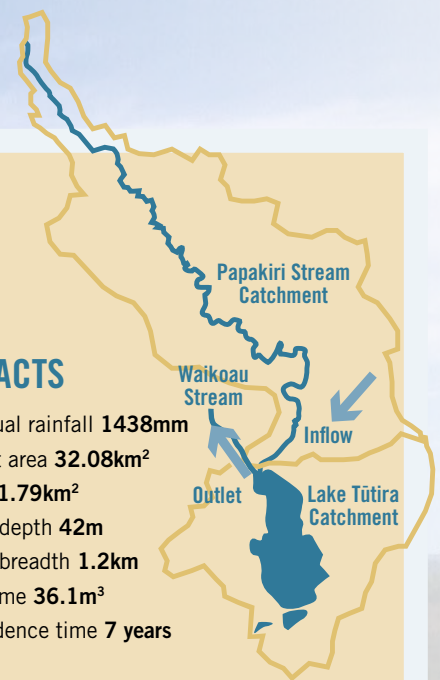 Papakiri Stream
Catchment
ACTS
Waikoau
Stream
ual rainfall 1438mm
Inflow
t area 32.08km²
Outlet
Lake Tūtira
Catchment
1.79km²
depth 42m
breadth 1.2km
me 36.1m³
dence time 7 years